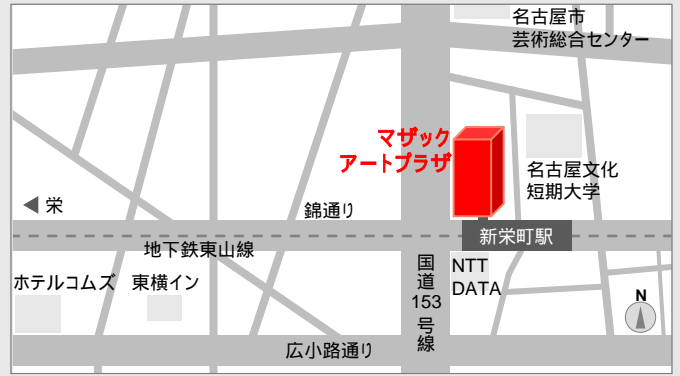 名古屋市
芸術総合センター
マザック
アートプラザ
名古屋文化
短期大学
栄
錦通り
新栄町駅
地下鉄東山線
国道153号線
NTT
DATA
ホテルコムズ
東横イン
N
広小路通り